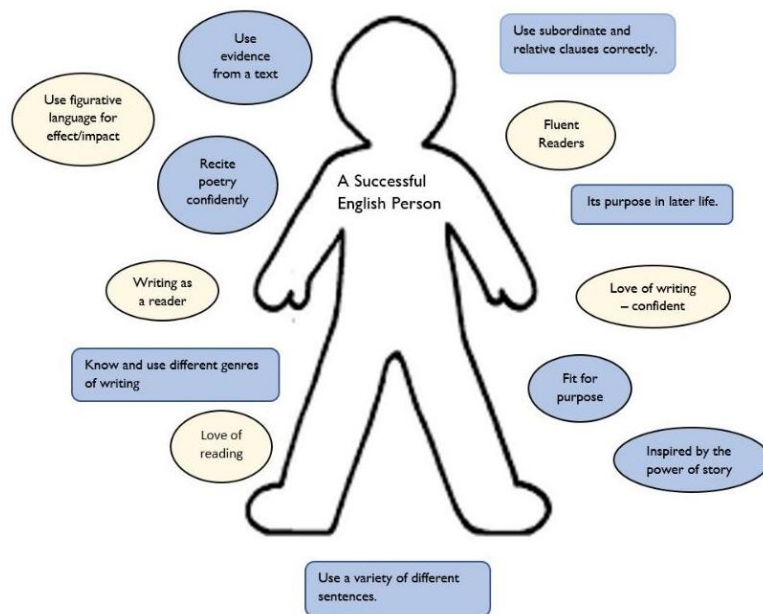 Use
evidence
from a text
Use subordinate and
relative clauses correctly.
Use figurative
language for
effect/impact
Fluent
Readers
Recite
poetry
confidently
A Successful
English Person
Its purpose in later life.
Writing as
a reader
Love of writing
– confident
Know and use different genres
of writing
Fit for
purpose
Love of
reading
Inspired by the
power of story
Use a variety of different
sentences.